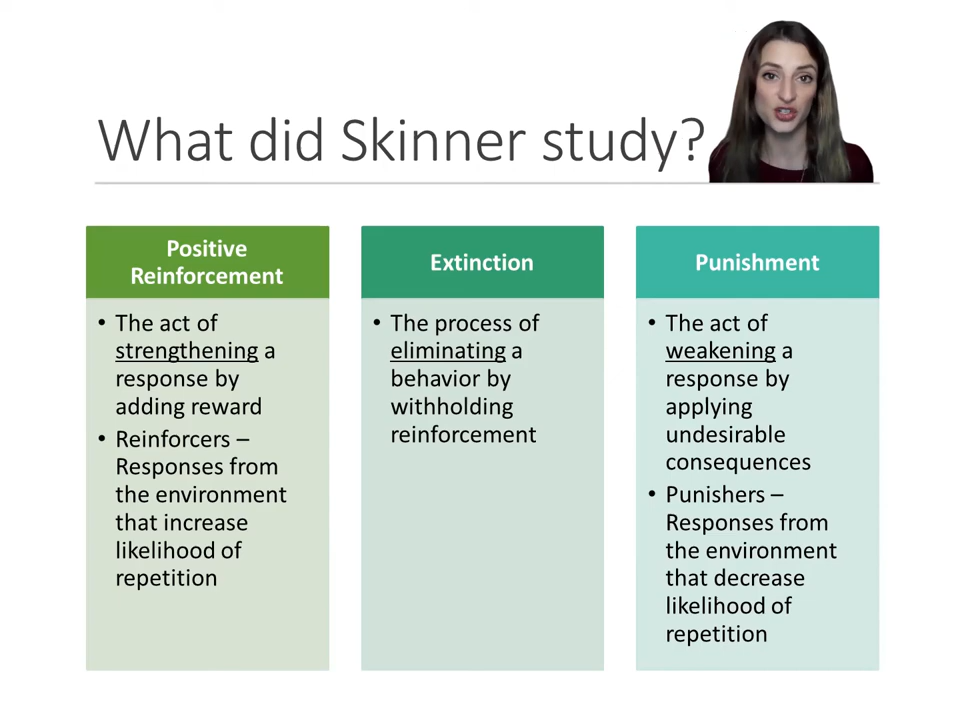 What did Skinner study?
Positive
Reinforcement
• The act of
strengthening a
response by
adding reward
• Reinforcers –
Responses from
the environment
that increase
likelihood of
repetition
Extinction
• The process of
eliminating a
behavior by
withholding
reinforcement
Punishment
• The act of
weakening a
response by
applying
undesirable
consequences
• Punishers –
Responses from
the environment
that decrease
likelihood of
repetition